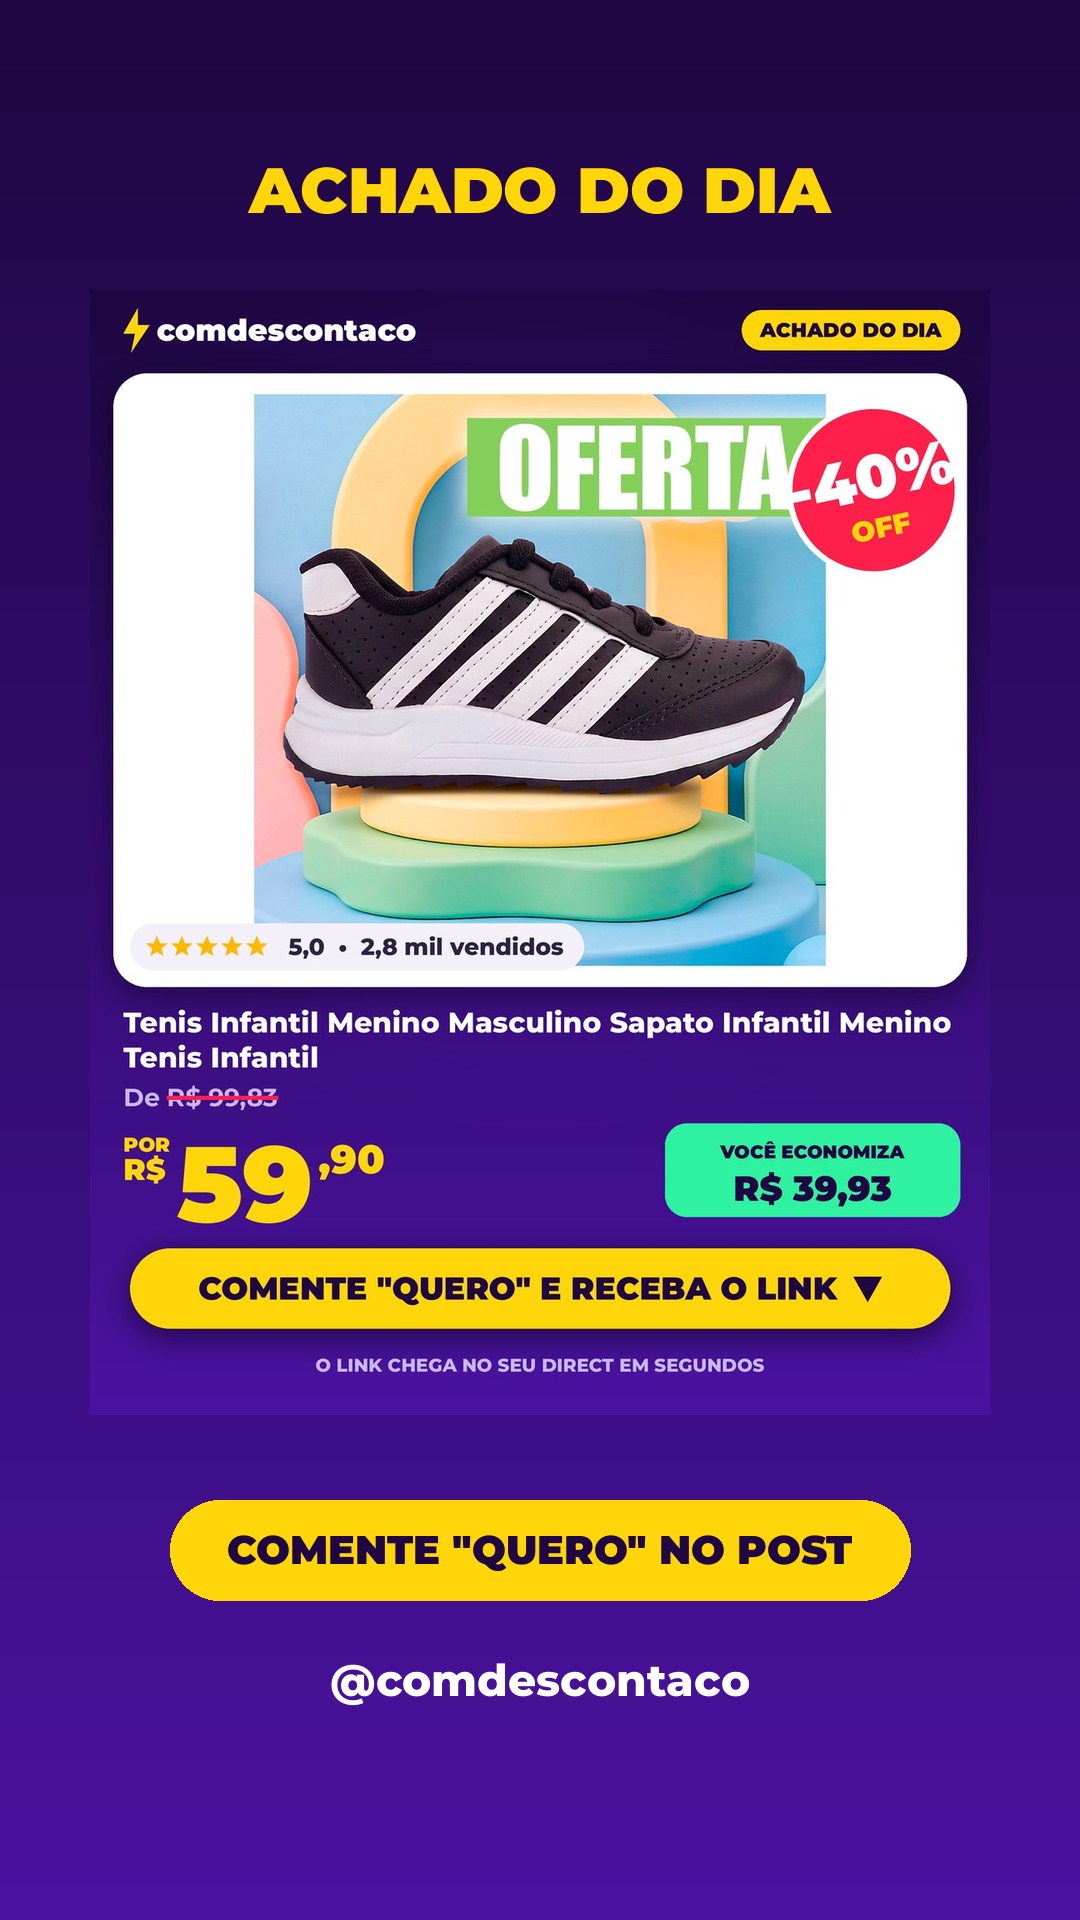 ACHADO DO DIA
comdescontaco
ACHADO DO DIA
OFERTA
-40%
OFF
5,0 • 2,8 mil vendidos
Tenis Infantil Menino Masculino Sapato Infantil Menino
Tenis Infantil
De R$ 99,83
POR
R$ 59,90
VOCÊ ECONOMIZA
R$ 39,93
COMENTE "QUERO" E RECEBA O LINK ▼
O LINK CHEGA NO SEU DIRECT EM SEGUNDOS
COMENTE "QUERO" NO POST
@comdescontaco